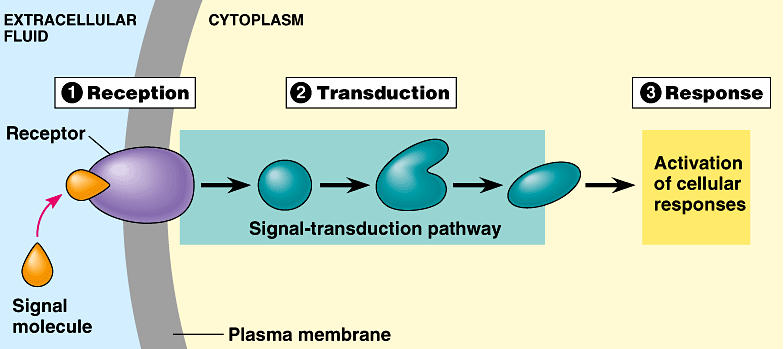 EXTRACELLULAR
FLUID
CYTOPLASM
1 Reception
2 Transduction
3 Response
Receptor
Activation
of cellular
responses
Signal-transduction pathway
Signal
molecule
Plasma membrane